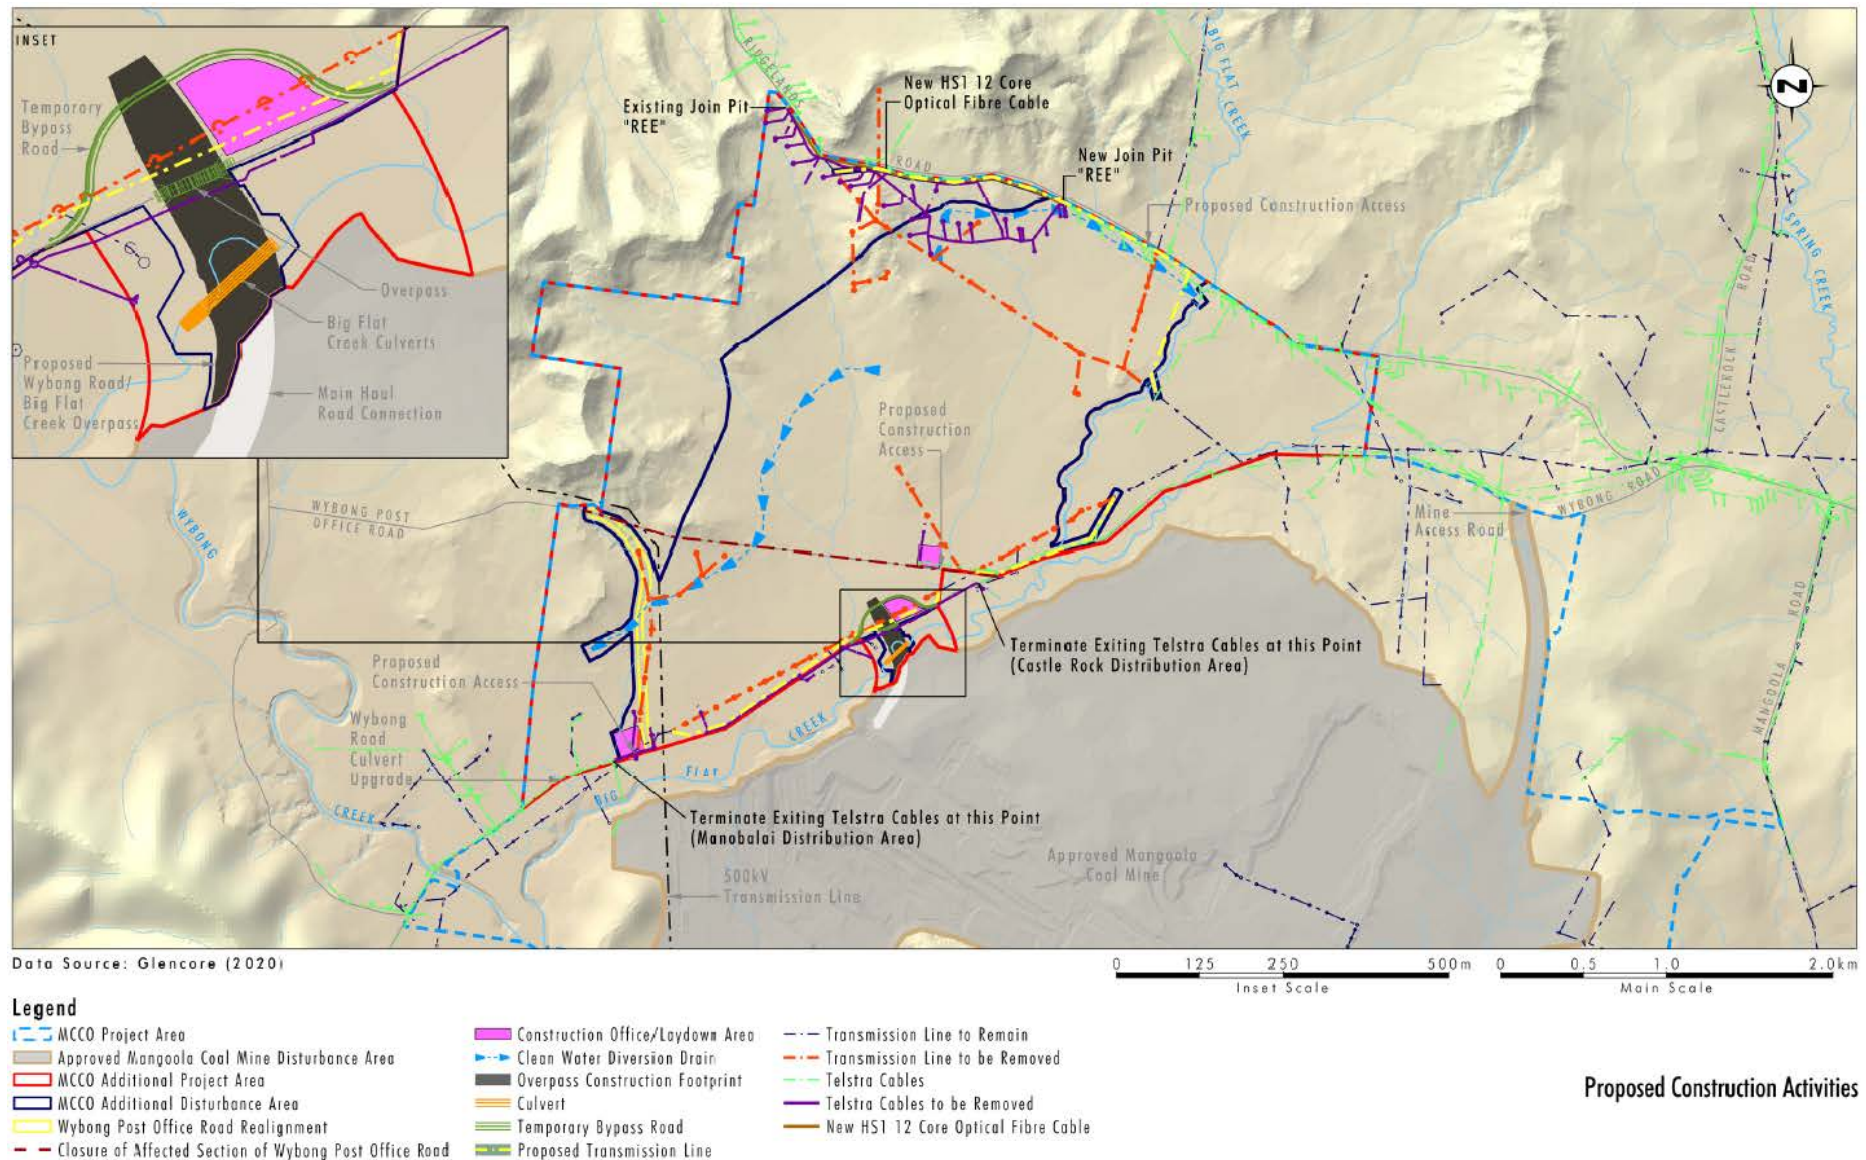 INSET
Temporary
Bypass
Road
Overpass
Big Flat
Creek Culverts
Proposed
Wybong Road/
Big Flat
Creek Overpass
Main Haul
Road Connection
RIDGELANDS
ROAD
Existing Join Pit
"REE"
New HS1 12 Core
Optical Fibre Cable
New Join Pit
"REE"
Proposed Construction Access
BIG FLAT CREEK
N
SPRING CREEK
CASTLEROCK
ROAD
Proposed
Construction
Access
WYBONG POST
OFFICE ROAD
WYBONG
CREEK
Mine
Access Road
WYBONG ROAD
MANGOOLA
ROAD
Terminate Exiting Telstra Cables at this Point
(Castle Rock Distribution Area)
Proposed
Construction Access
Wybong
Road
Culvert
Upgrade
BIG
FLAT
CREEK
Terminate Exiting Telstra Cables at this Point
(Manobalai Distribution Area)
500kV
Transmission Line
Approved Mangoola
Coal Mine
Data Source: Glencore (2020)
0 125 250 500m
Inset Scale
0 0.5 1.0 2.0km
Main Scale
Legend
MCCO Project Area
Approved Mangoola Coal Mine Disturbance Area
MCCO Additional Project Area
MCCO Additional Disturbance Area
Wybong Post Office Road Realignment
Closure of Affected Section of Wybong Post Office Road
Construction Office/Laydown Area
Clean Water Diversion Drain
Overpass Construction Footprint
Culvert
Temporary Bypass Road
Proposed Transmission Line
Transmission Line to Remain
Transmission Line to be Removed
Telstra Cables
Telstra Cables to be Removed
New HS1 12 Core Optical Fibre Cable
Proposed Construction Activities